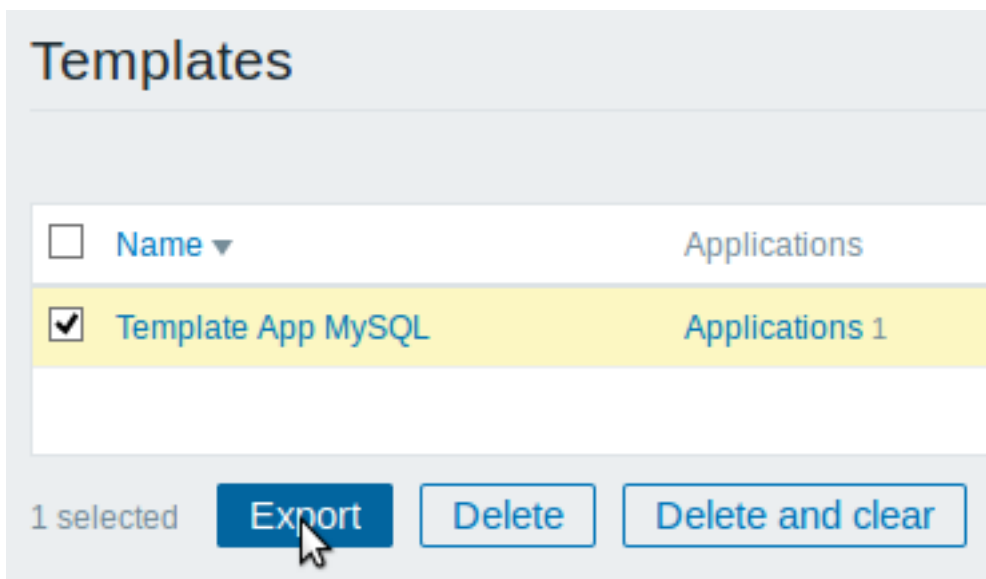 Templates
Name Applications
Template App MySQL Applications 1
1 selected Export Delete Delete and clear